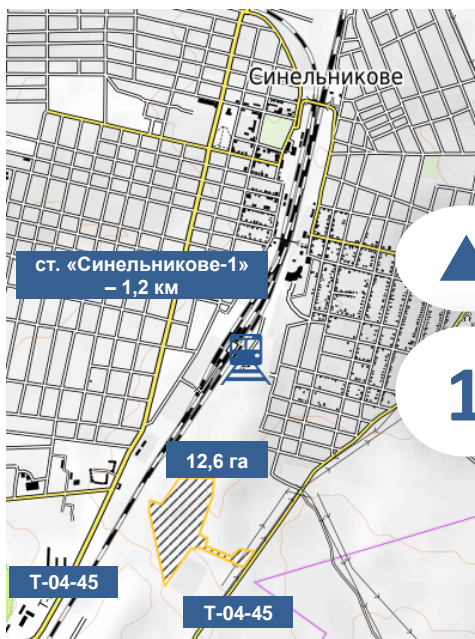 Синельникове
ст. «Синельникове-1»
– 1,2 км
1
12,6 га
Т-04-45
Т-04-45